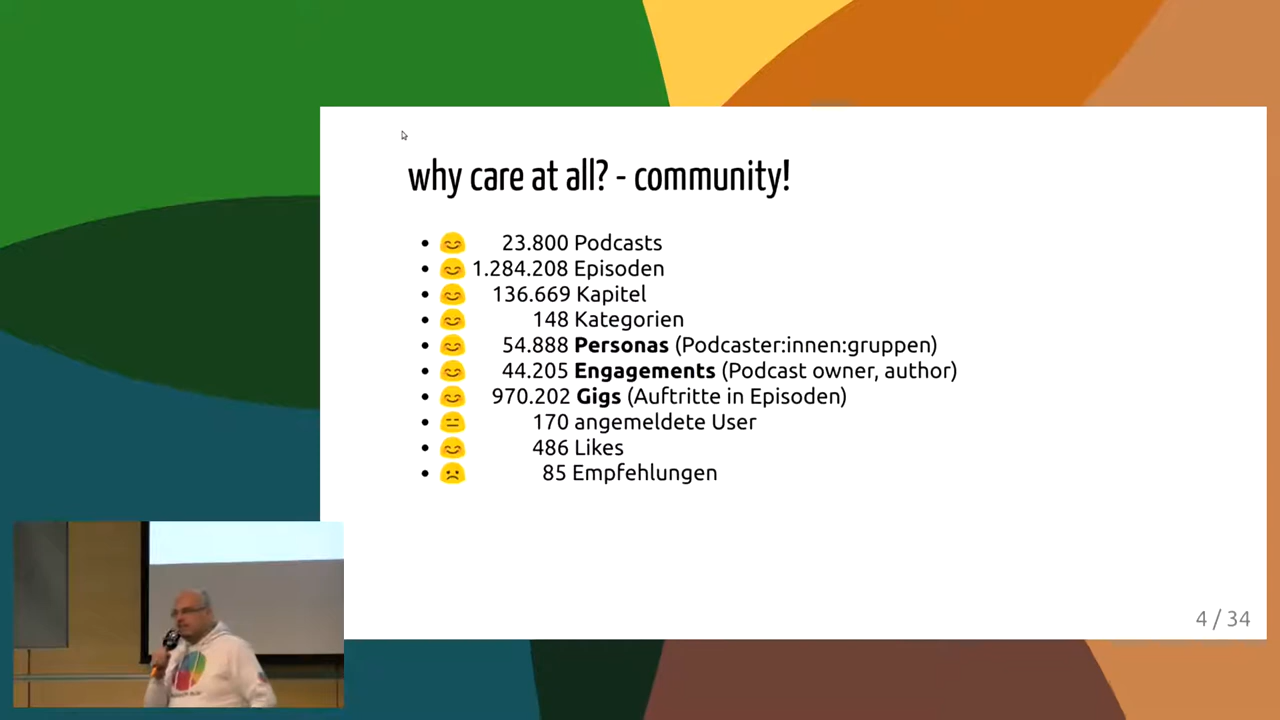 why care at all? - community!
23.800 Podcasts
1.284.208 Episoden
136.669 Kapitel
148 Kategorien
54.888 Personas (Podcaster:innen:gruppen)
44.205 Engagements (Podcast owner, author)
970.202 Gigs (Auftritte in Episoden)
170 angemeldete User
486 Likes
85 Empfehlungen
4 / 34